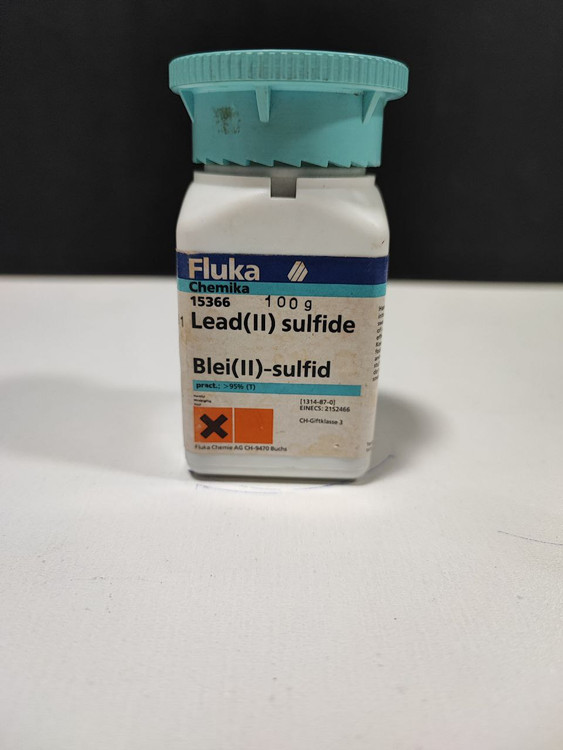 Fluka
Chemika
15366 100g
Lead(II) sulfide
Blei(II)-sulfid
pract.: >95% (T)
[1314-87-0]
EINECS: 2152466
CH-Giftklasse 3
Fluka Chemie AG CH-9470 Buchs